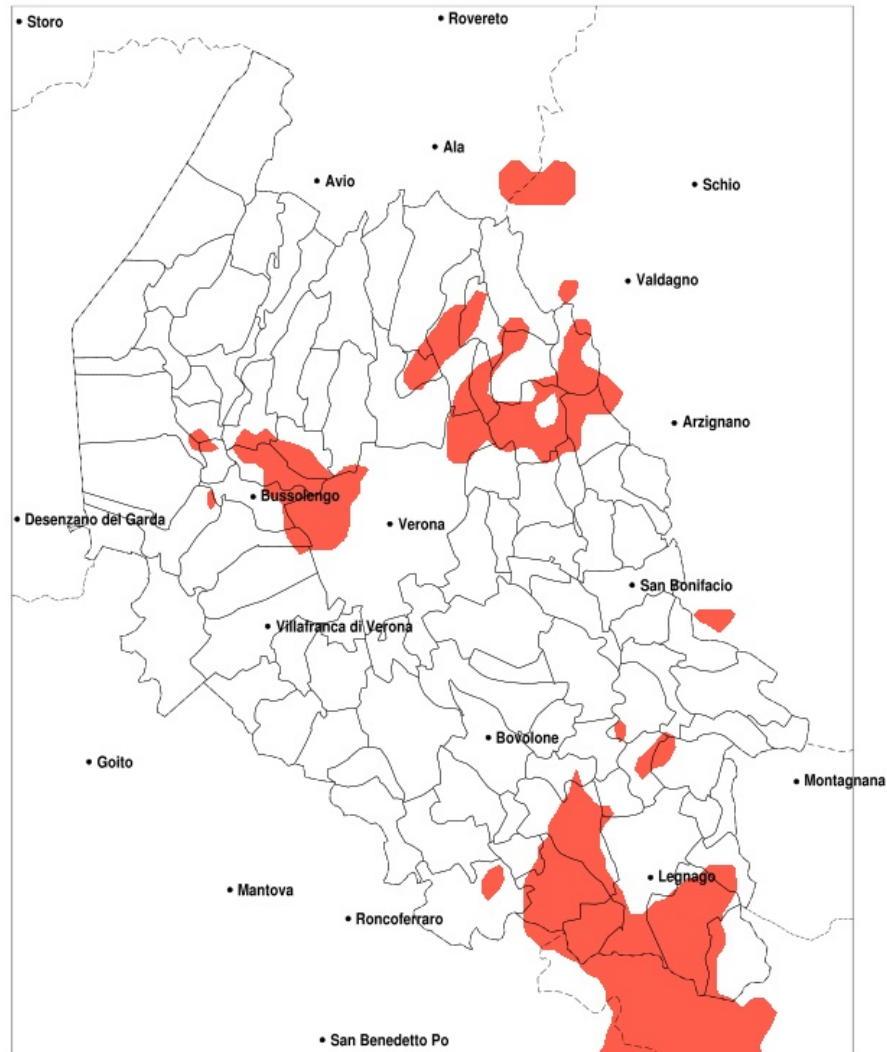 Storo
Rovereto
Ala
Avio
Schio
Valdagno
Arzignano
Bussolengo
Desenzano del Garda
Verona
San Bonifacio
Villafranca di Verona
Bovolone
Goito
Montagnana
Legnago
Mantova
Roncoferraro
San Benedetto Po